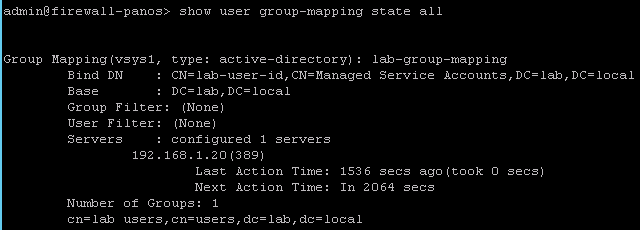 admin@firewall-panos> show user group-mapping state all
Group Mapping(vsys1, type: active-directory): lab-group-mapping
Bind DN : CN=lab-user-id,CN=Managed Service Accounts,DC=lab,DC=local
Base : DC=lab,DC=local
Group Filter: (None)
User Filter: (None)
Servers : configured 1 servers
192.168.1.20(389)
Last Action Time: 1536 secs ago(took 0 secs)
Next Action Time: In 2064 secs
Number of Groups: 1
cn=lab users,cn=users,dc=lab,dc=local